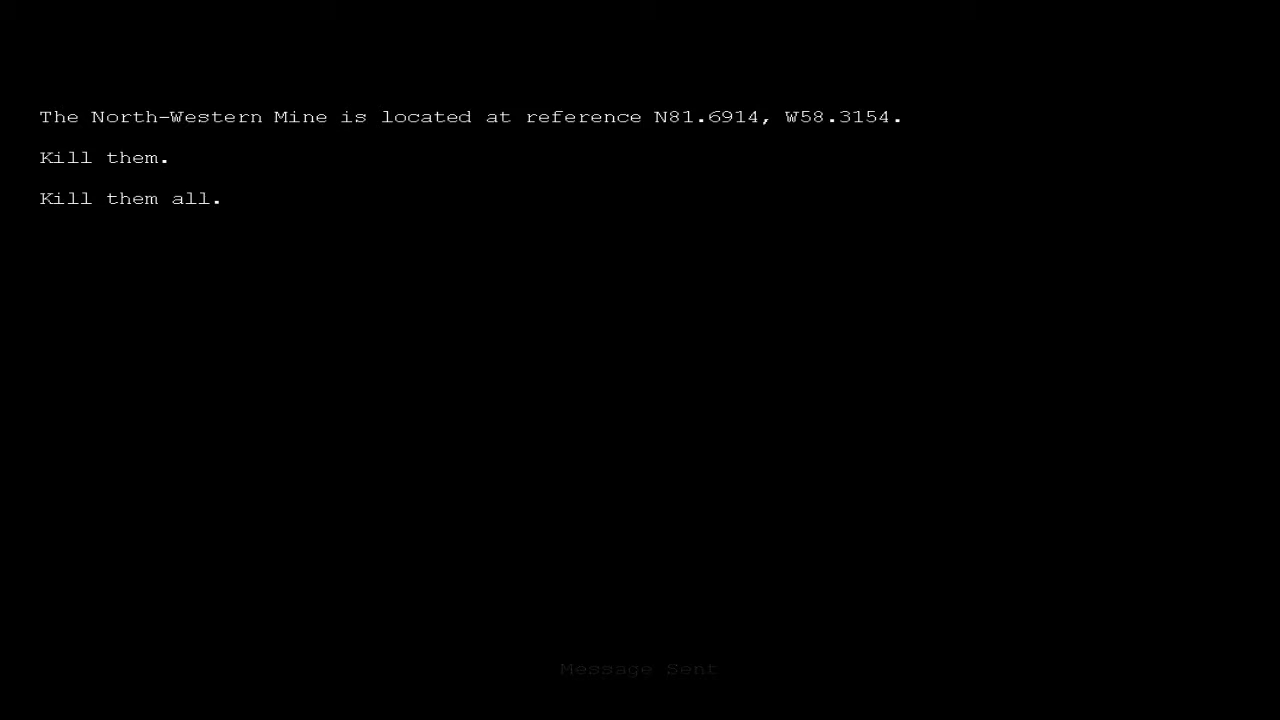 The North-Western Mine is located at reference N81.6914, W58.3154.
Kill them.
Kill them all.
Message Sent